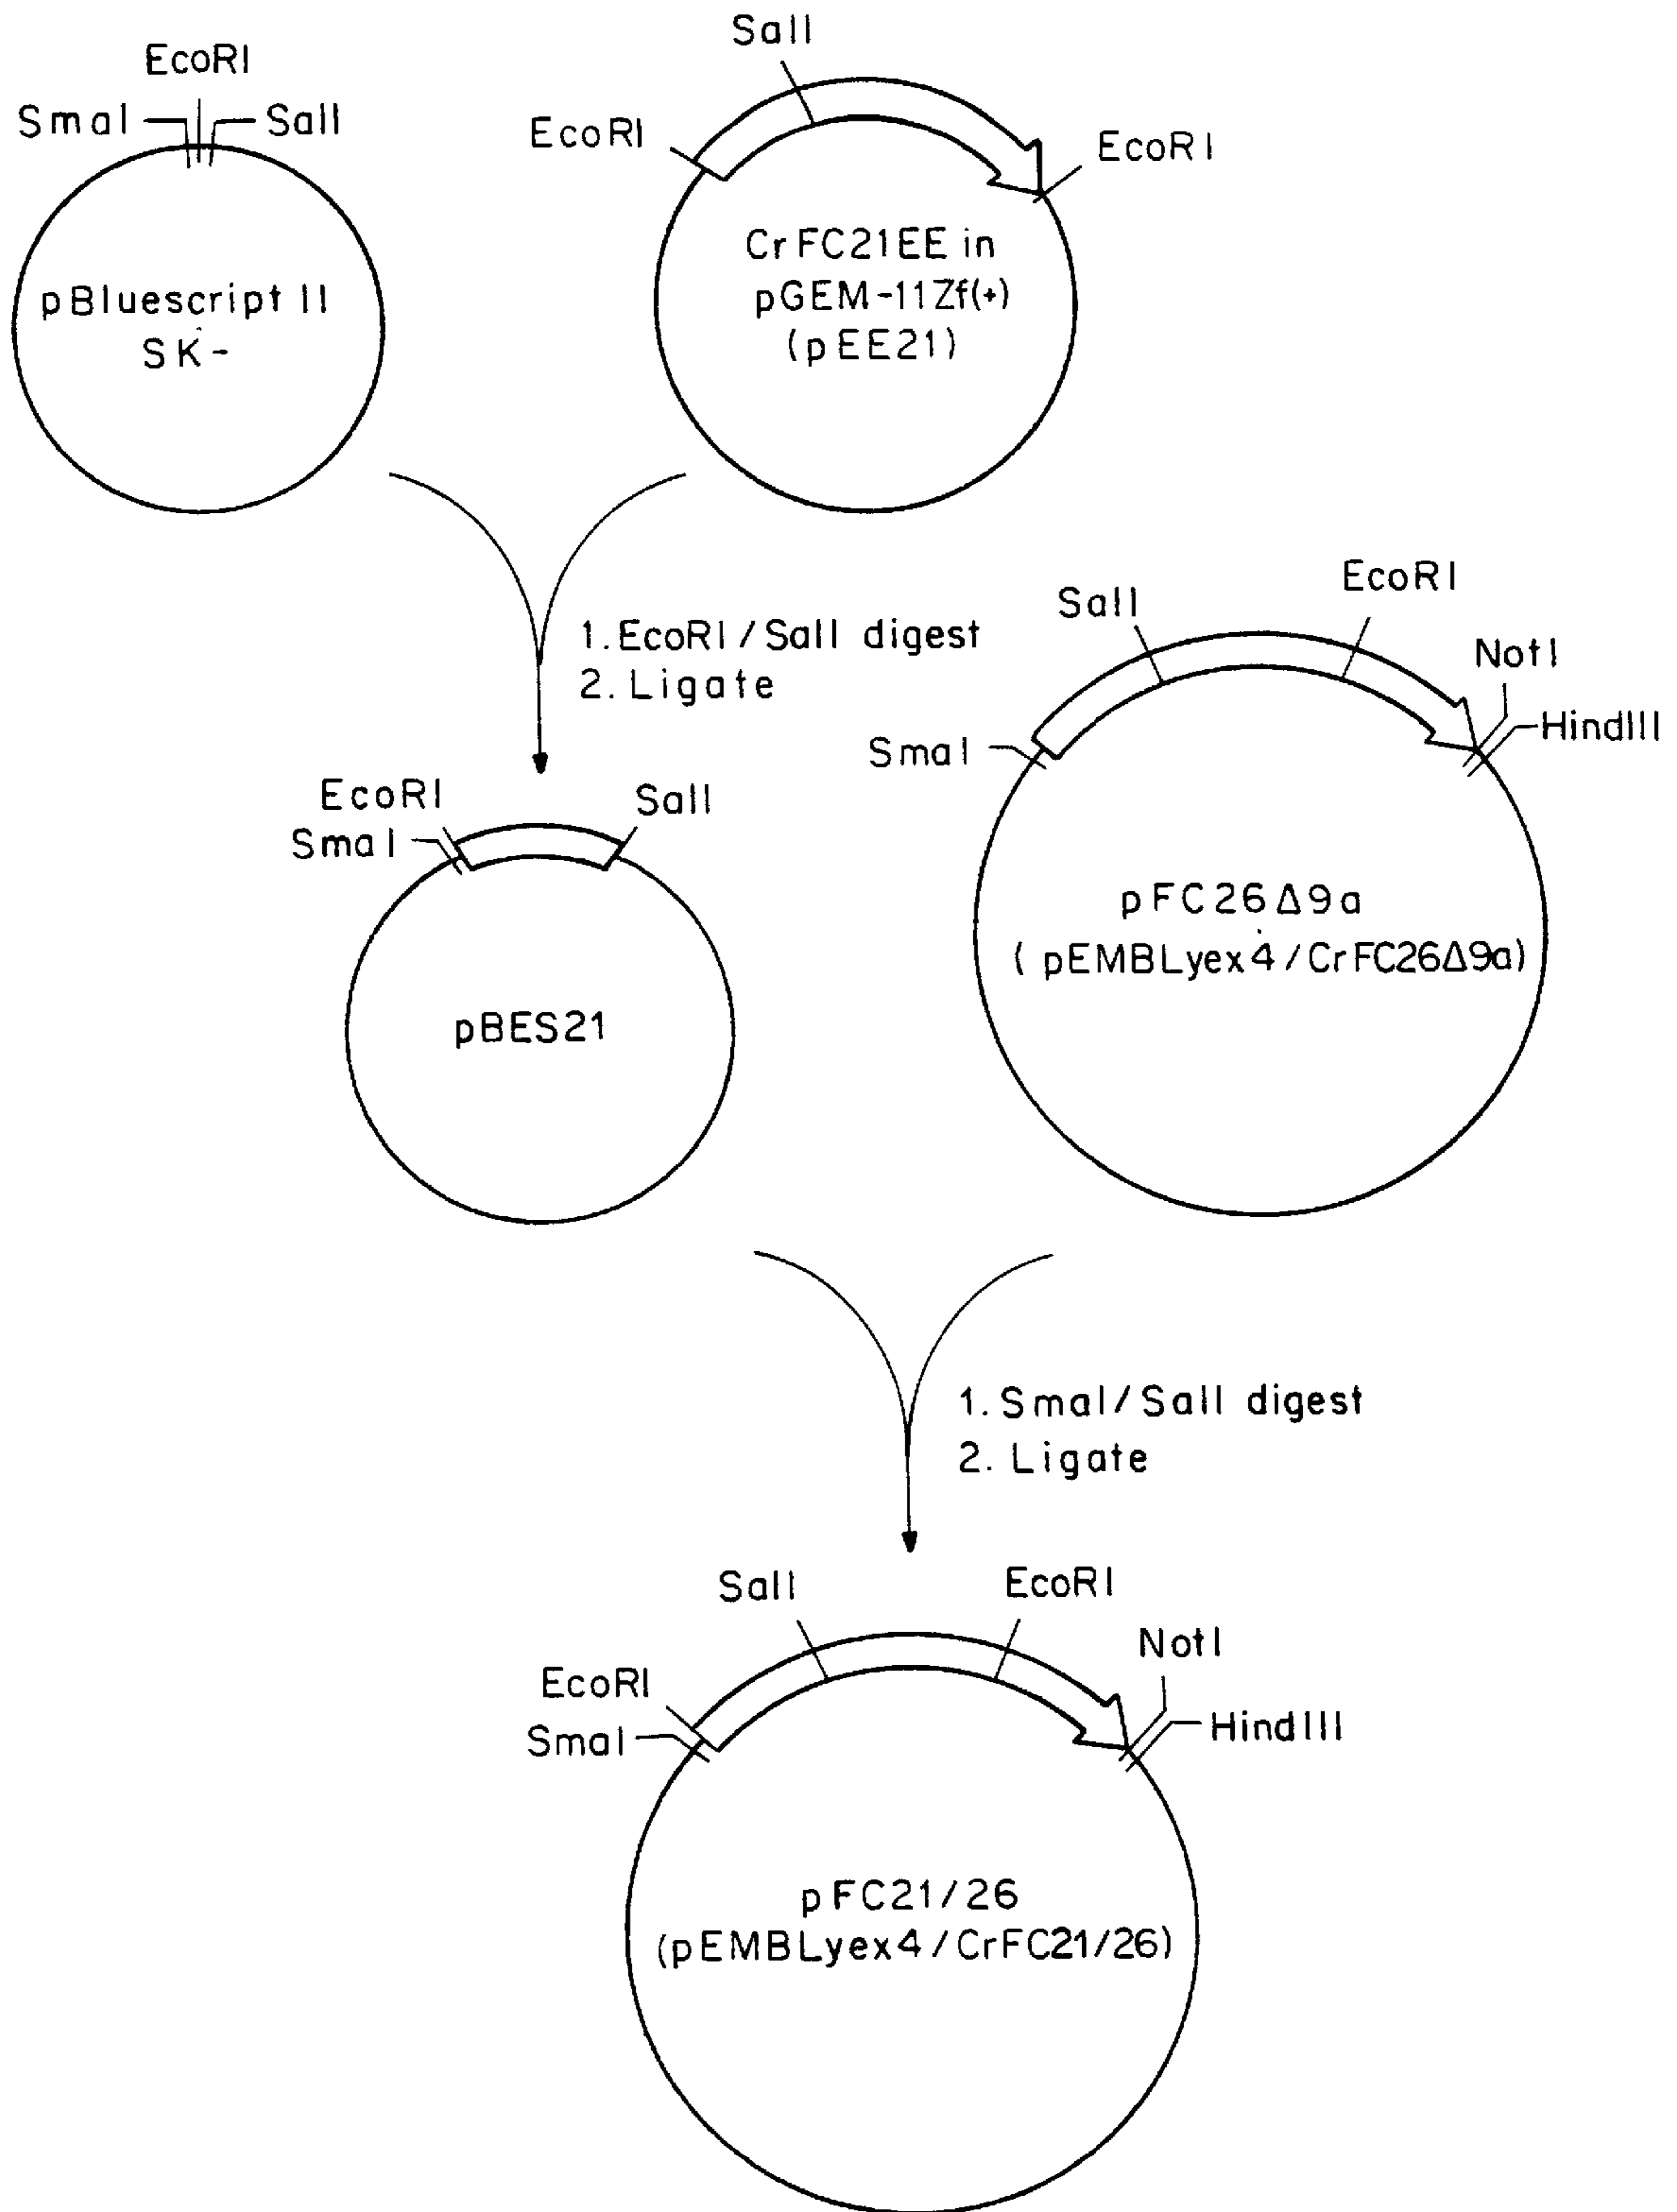 EcoRI
SmaI
SalI
pBluescript II
SK-
SalI
EcoRI
EcoRI
CrFC21EE in
pGEM-11Zf(+)
(pEE21)
1. EcoRI/SalI digest
2. Ligate
EcoRI
SmaI
SalI
pBES21
SalI
EcoRI
NotI
HindIII
SmaI
pFC26Δ9a
(pEMBLyex4/CrFC26Δ9a)
1. SmaI/SalI digest
2. Ligate
SalI
EcoRI
NotI
EcoRI
SmaI
HindIII
pFC21/26
(pEMBLyex4/CrFC21/26)